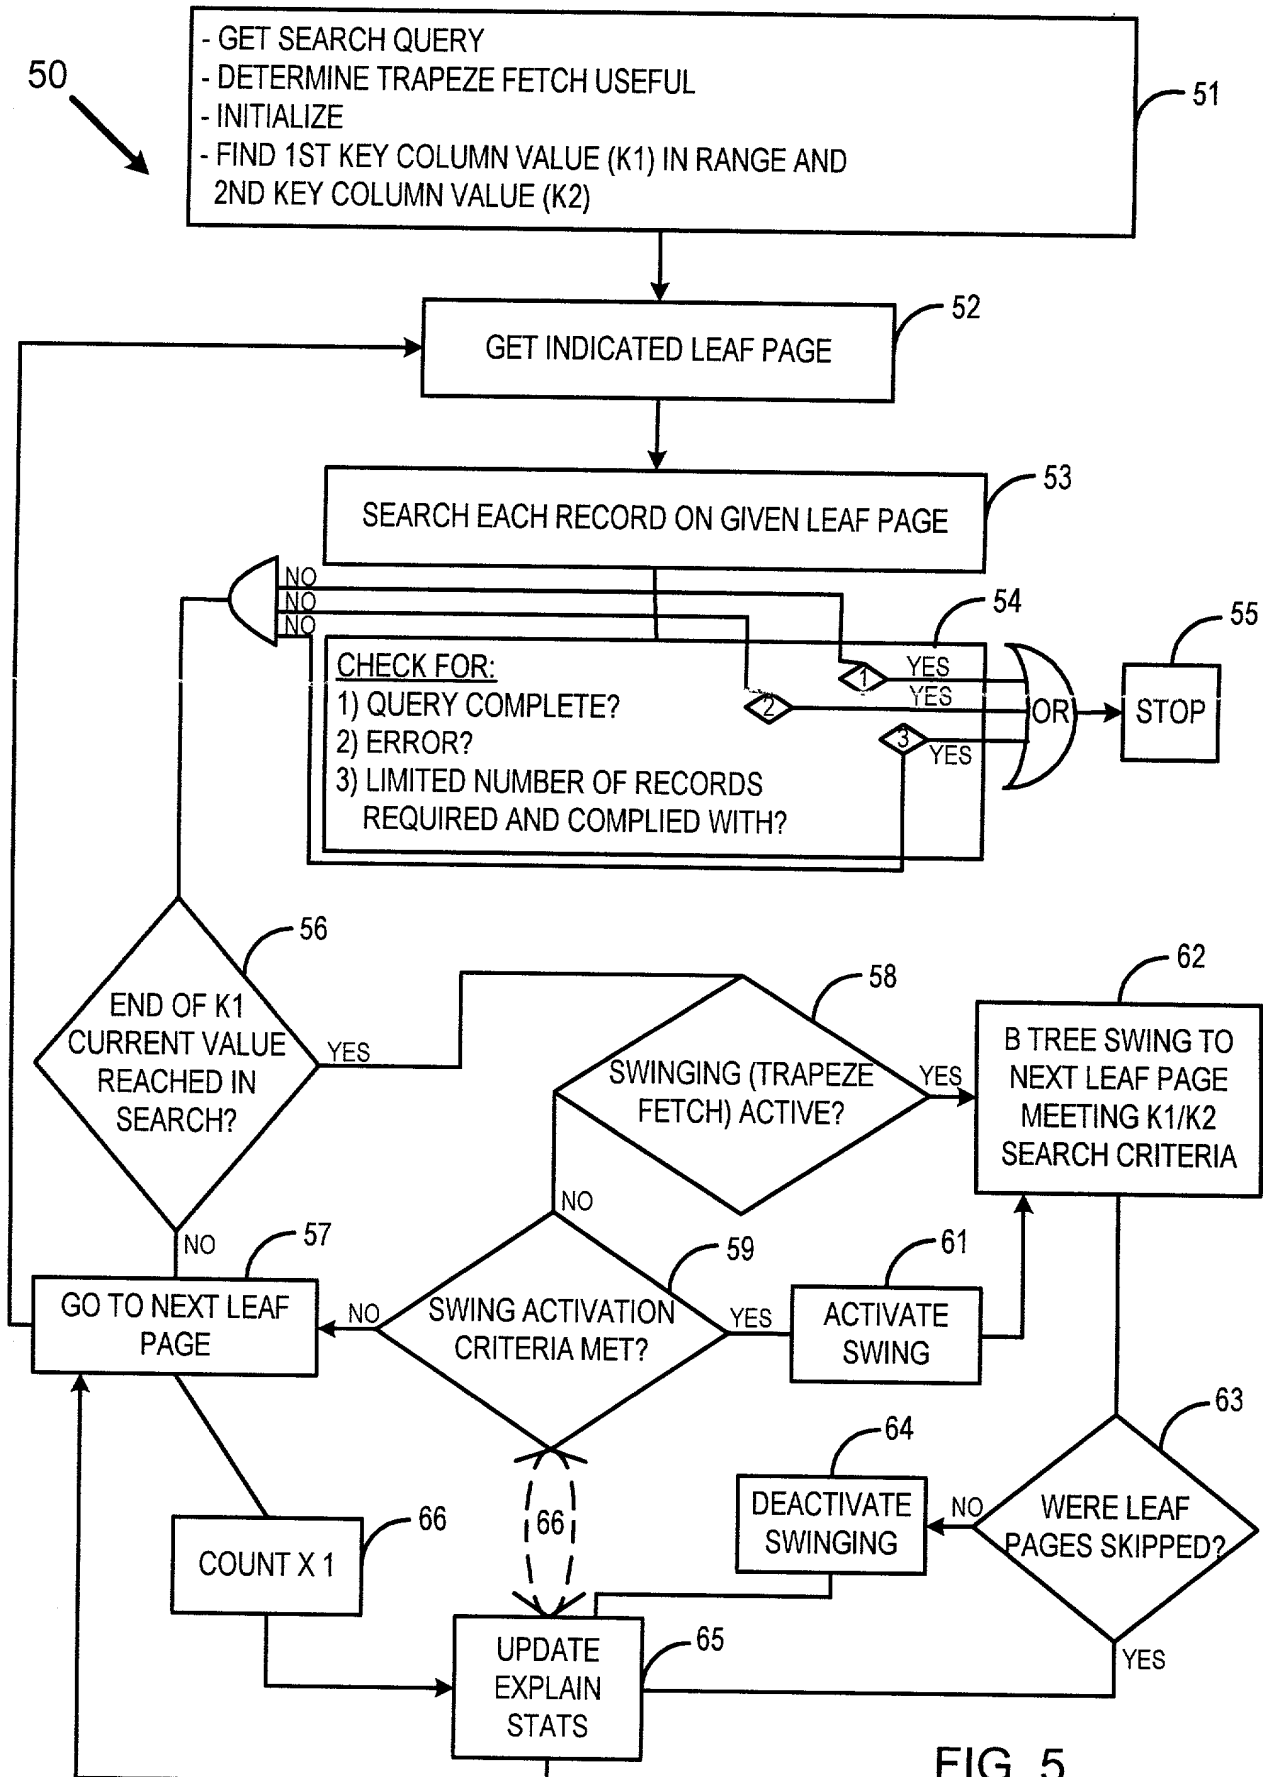 50
- GET SEARCH QUERY
- DETERMINE TRAPEZE FETCH USEFUL
- INITIALIZE
- FIND 1ST KEY COLUMN VALUE (K1) IN RANGE AND
2ND KEY COLUMN VALUE (K2)
51
52
GET INDICATED LEAF PAGE
53
SEARCH EACH RECORD ON GIVEN LEAF PAGE
NO
NO
NO
54
55
CHECK FOR:
1) QUERY COMPLETE?
2) ERROR?
3) LIMITED NUMBER OF RECORDS
REQUIRED AND COMPLIED WITH?
1
YES
2
YES
3
YES
OR
STOP
56
END OF K1
CURRENT VALUE
REACHED IN
SEARCH?
YES
NO
58
SWINGING (TRAPEZE
FETCH) ACTIVE?
YES
NO
62
B TREE SWING TO
NEXT LEAF PAGE
MEETING K1/K2
SEARCH CRITERIA
57
GO TO NEXT LEAF
PAGE
NO
59
SWING ACTIVATION
CRITERIA MET?
YES
61
ACTIVATE
SWING
63
WERE LEAF
PAGES SKIPPED?
NO
YES
64
DEACTIVATE
SWINGING
66
COUNT X 1
66
65
UPDATE
EXPLAIN
STATS
FIG. 5